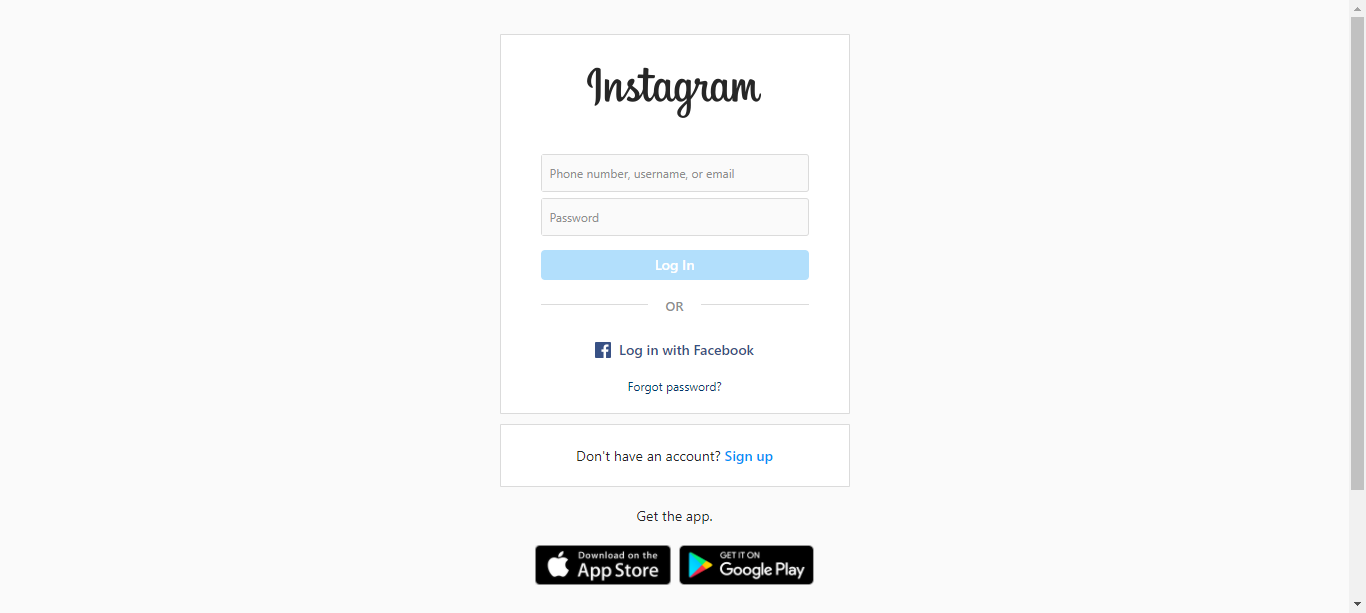 Instagram
Phone number, username, or email
Password
Log In
OR
Log in with Facebook
Forgot password?
Don't have an account? Sign up
Get the app.
Download on the
App Store
GET IT ON
Google Play